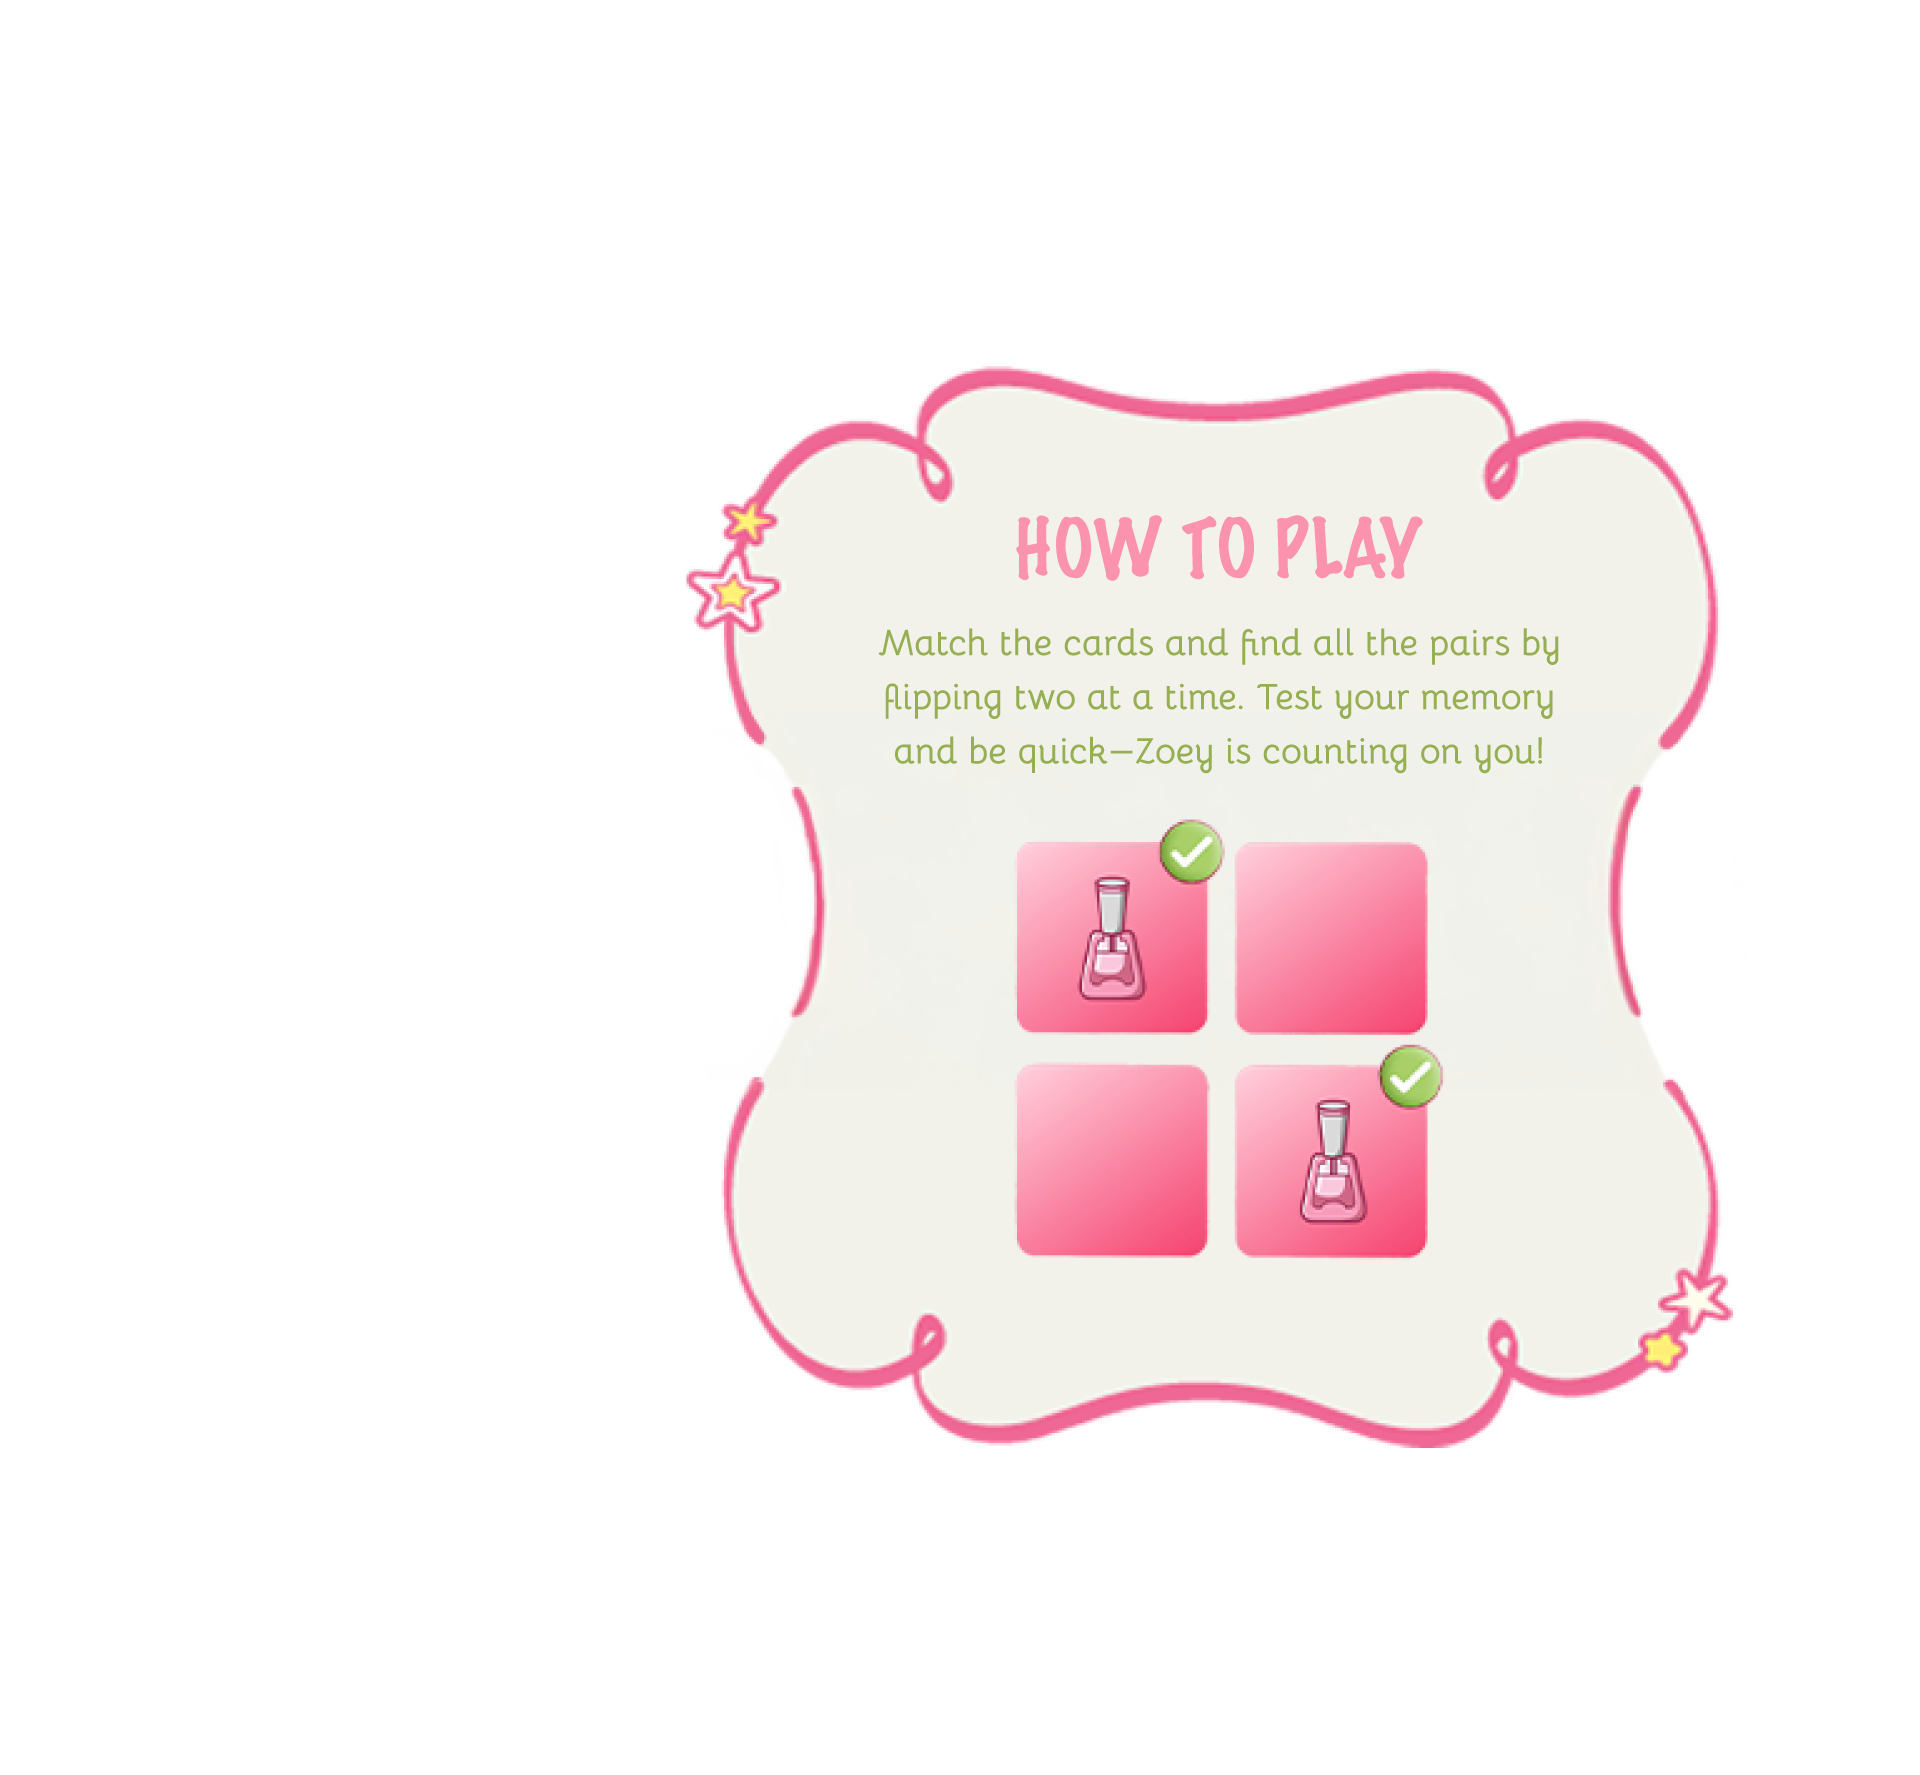 HOW TO PLAY
Match the cards and find all the pairs by
flipping two at a time. Test your memory
and be quick—Zoey is counting on you!